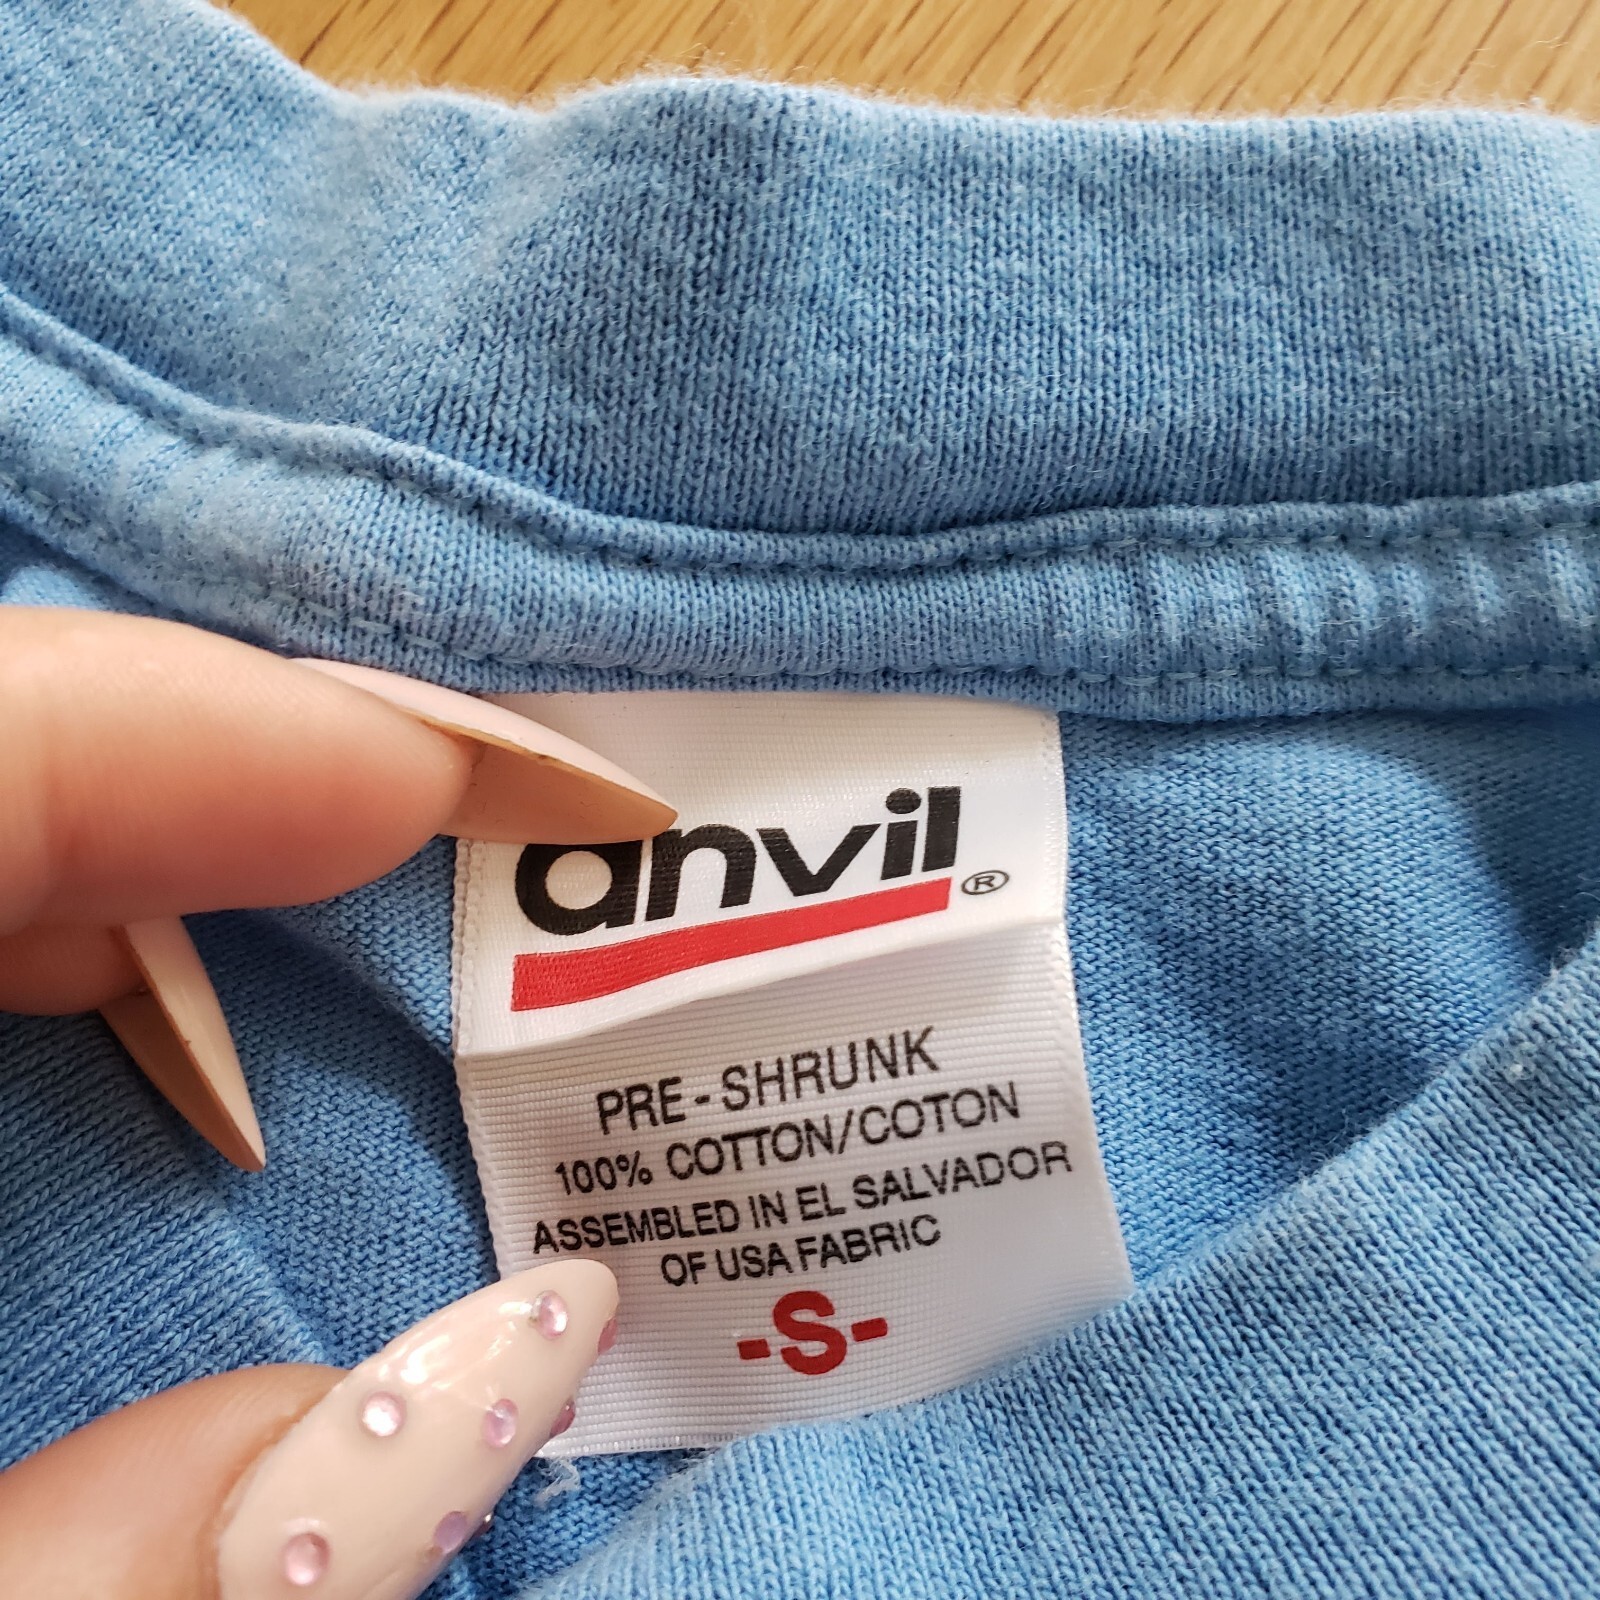 anvil®
PRE-SHRUNK
100% COTTON/COTON
ASSEMBLED IN EL SALVADOR
OF USA FABRIC
-S-